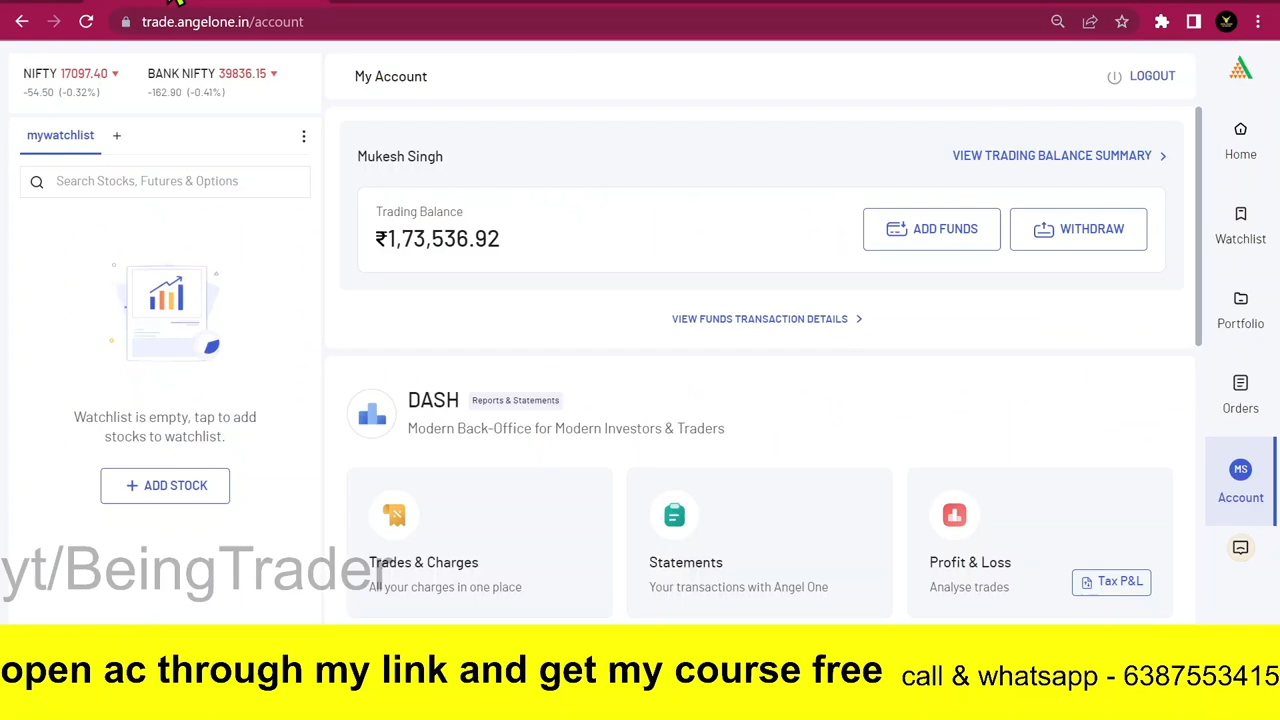 trade.angelone.in/account
NIFTY 17097.40 BANK NIFTY 39836.15
-54.50 (-0.32%) -162.90 (-0.41%)
mywatchlist +
Search Stocks, Futures & Options
Watchlist is empty, tap to add
stocks to watchlist.
+ ADD STOCK
My Account
LOGOUT
Mukesh Singh
VIEW TRADING BALANCE SUMMARY >
Trading Balance
₹1,73,536.92
ADD FUNDS
WITHDRAW
VIEW FUNDS TRANSACTION DETAILS >
DASH Reports & Statements
Modern Back-Office for Modern Investors & Traders
Trades & Charges
All your charges in one place
Statements
Your transactions with Angel One
Profit & Loss
Analyse trades
Tax P&L
Home
Watchlist
Portfolio
Orders
MS
Account
yt/BeingTrader
open ac through my link and get my course free call & whatsapp - 6387553415